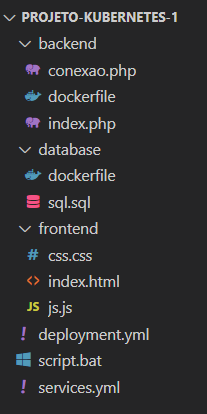 PROJETO-KUBERNETES-1
backend
conexao.php
dockerfile
index.php
database
dockerfile
sql.sql
frontend
# css.css
<> index.html
JS js.js
! deployment.yml
script.bat
! services.yml